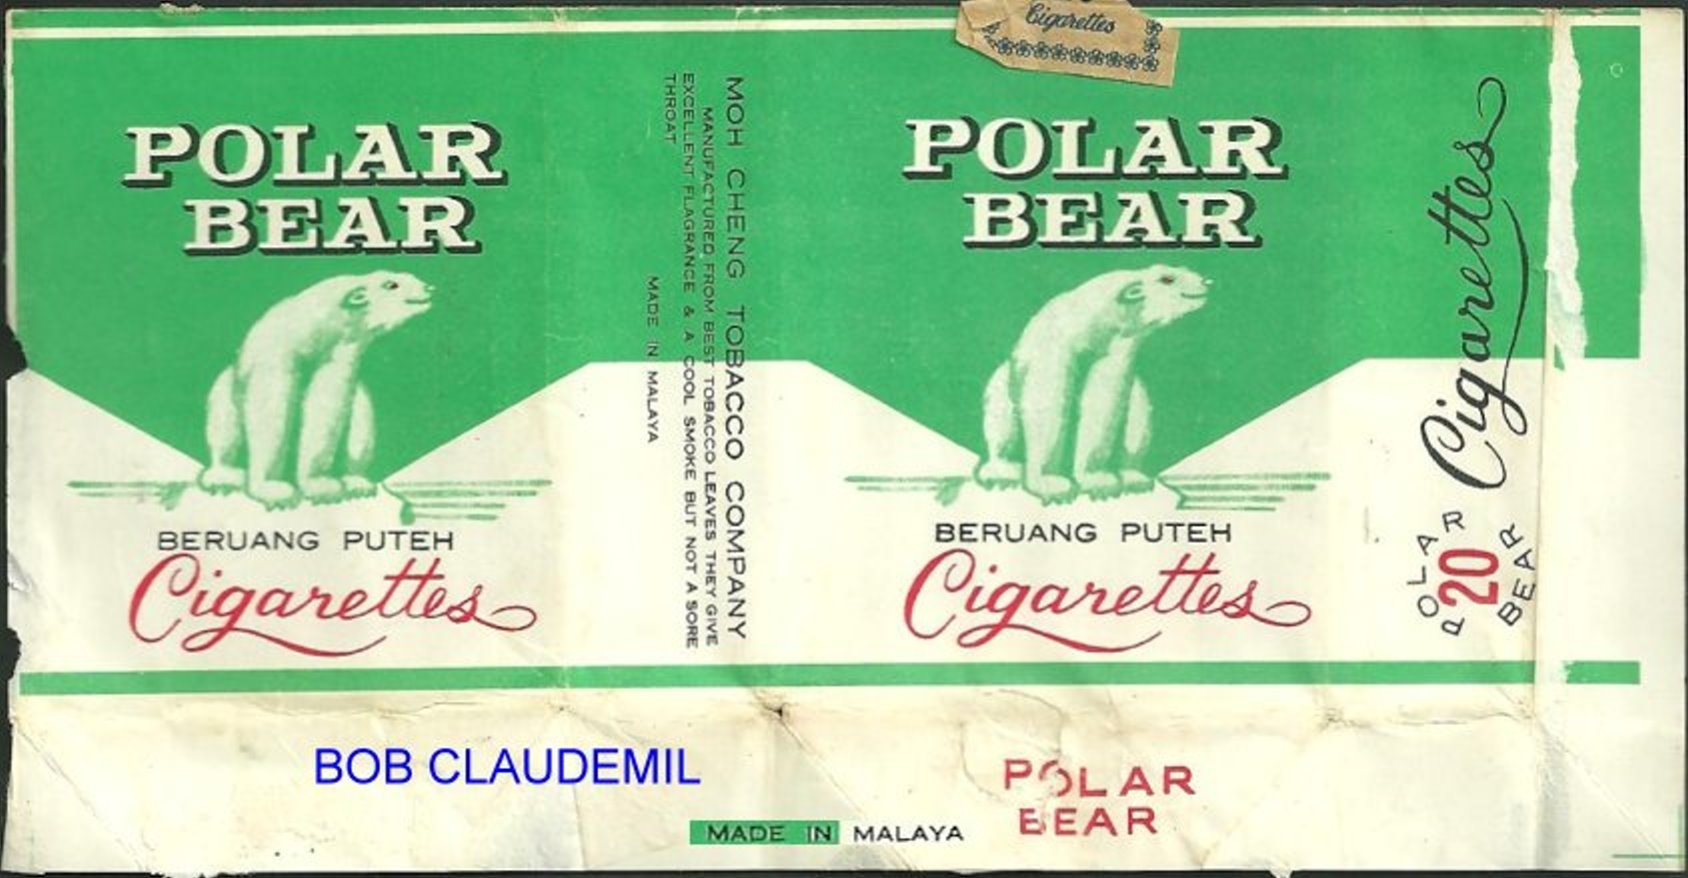 Cigarettes
POLAR
BEAR
BERUANG PUTEH
Cigarettes
MOH CHENG TOBACCO COMPANY
MANUFACTURED FROM BEST TOBACCO LEAVES THEY GIVE
EXCELLENT FLAGRANCE & A COOL SMOKE BUT NOT A SORE
THROAT
MADE IN MALAYA
POLAR
BEAR
BERUANG PUTEH
Cigarettes
Cigarettes
POLAR
20
BEAR
BOB CLAUDEMIL
POLAR
BEAR
MADE IN MALAYA